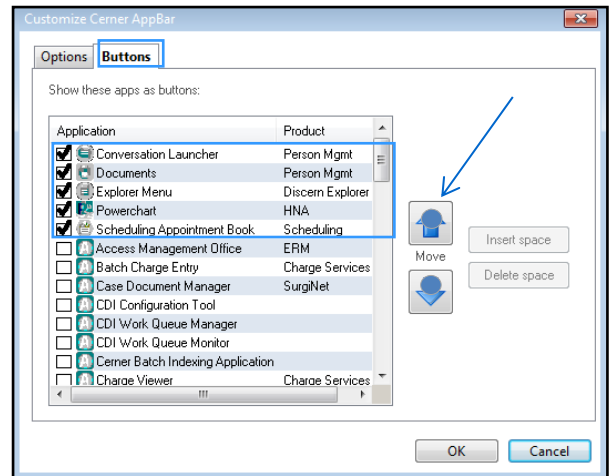 Customize Cerner AppBar
Options Buttons
Show these apps as buttons:
Application Product
Conversation Launcher Person Mgmt
Documents Person Mgmt
Explorer Menu Discern Explorer
Powerchart HNA
Scheduling Appointment Book Scheduling
Access Management Office ERM
Batch Charge Entry Charge Services
Case Document Manager SurgiNet
CDI Configuration Tool
CDI Work Queue Manager
CDI Work Queue Monitor
Cerner Batch Indexing Application
Charge Viewer Charge Services
Move
Insert space
Delete space
OK Cancel